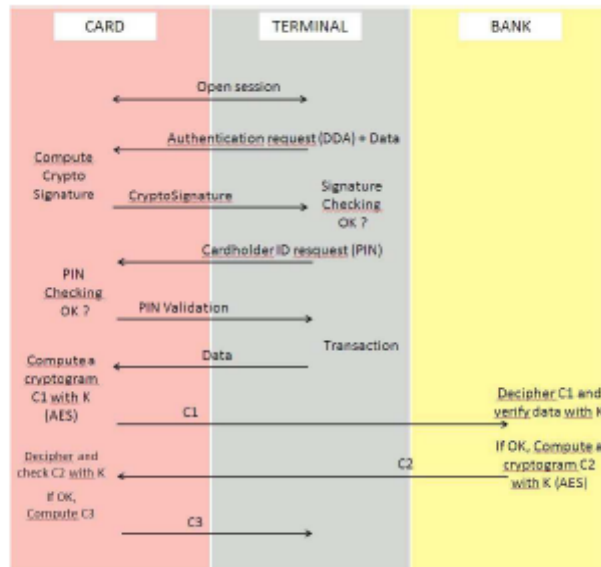 CARD
TERMINAL
BANK
Open session
Authentication request (DDA) + Data
Compute
Crypto
Signature
CryptoSignature
Signature
Checking
OK ?
Cardholder ID resquest (PIN)
PIN
Checking
OK ?
PIN Validation
Transaction
Data
Compute a
cryptogram
C1 with K
(AES)
C1
Decipher C1 and
verify data with K
If OK, Compute a
cryptogram C2
with K (AES)
C2
Decipher and
check C2 with K
If OK,
Compute C3
C3